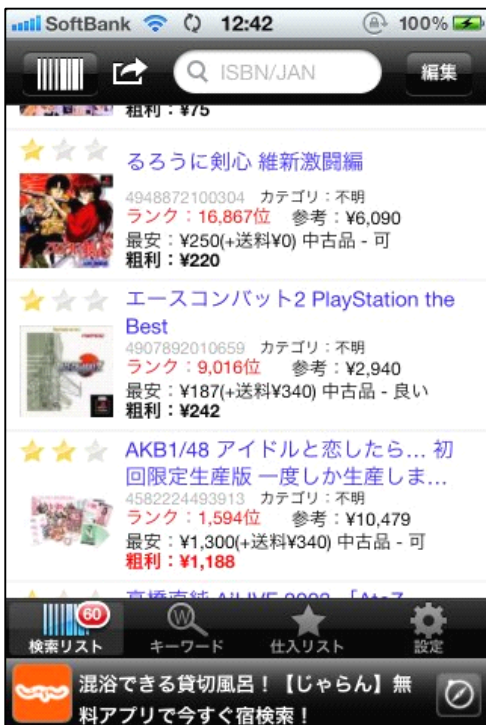 SoftBank 12:42 100%
ISBN/JAN 編集
粗利：¥75
るろうに剣心 維新激闘編
4948872100304 カテゴリ：不明
ランク：16,867位 参考：¥6,090
最安：¥250(+送料¥0) 中古品 - 可
粗利：¥220
エースコンバット2 PlayStation the
Best
4907892010659 カテゴリ：不明
ランク：9,016位 参考：¥2,940
最安：¥187(+送料¥340) 中古品 - 良い
粗利：¥242
AKB1/48 アイドルと恋したら… 初
回限定生産版 一度しか生産しま…
4582224493913 カテゴリ：不明
ランク：1,594位 参考：¥10,479
最安：¥1,300(+送料¥340) 中古品 - 可
粗利：¥1,188
60
検索リスト キーワード 仕入リスト 設定
混浴できる貸切風呂！【じゃらん】無
料アプリで今すぐ宿検索！